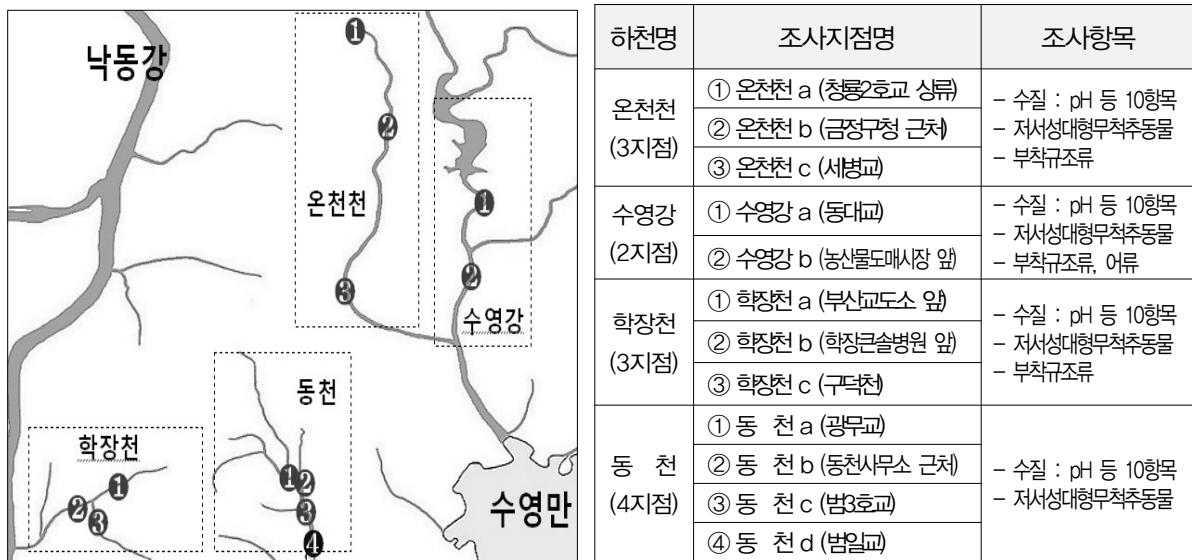 낙동강
❶
❷
온천천
❸
❶
❷
수영강
동천
❶
❷
❸
❹
학장천
❶
❷
❸
수영만
하천명 조사지점명 조사항목
온천천
(3지점)
① 온천천 a (청룡2호교 상류)
② 온천천 b (금정구청 근처)
③ 온천천 c (세병교)
- 수질 : pH 등 10항목
- 저서성대형무척추동물
- 부착규조류
수영강
(2지점)
① 수영강 a (동대교)
② 수영강 b (농산물도매시장 앞)
- 수질 : pH 등 10항목
- 저서성대형무척추동물
- 부착규조류, 어류
학장천
(3지점)
① 학장천 a (부산교도소 앞)
② 학장천 b (학장큰솔병원 앞)
③ 학장천 c (구덕천)
- 수질 : pH 등 10항목
- 저서성대형무척추동물
- 부착규조류
동 천
(4지점)
① 동 천 a (광무교)
② 동 천 b (동천사무소 근처)
③ 동 천 c (범3호교)
④ 동 천 d (범일교)
- 수질 : pH 등 10항목
- 저서성대형무척추동물